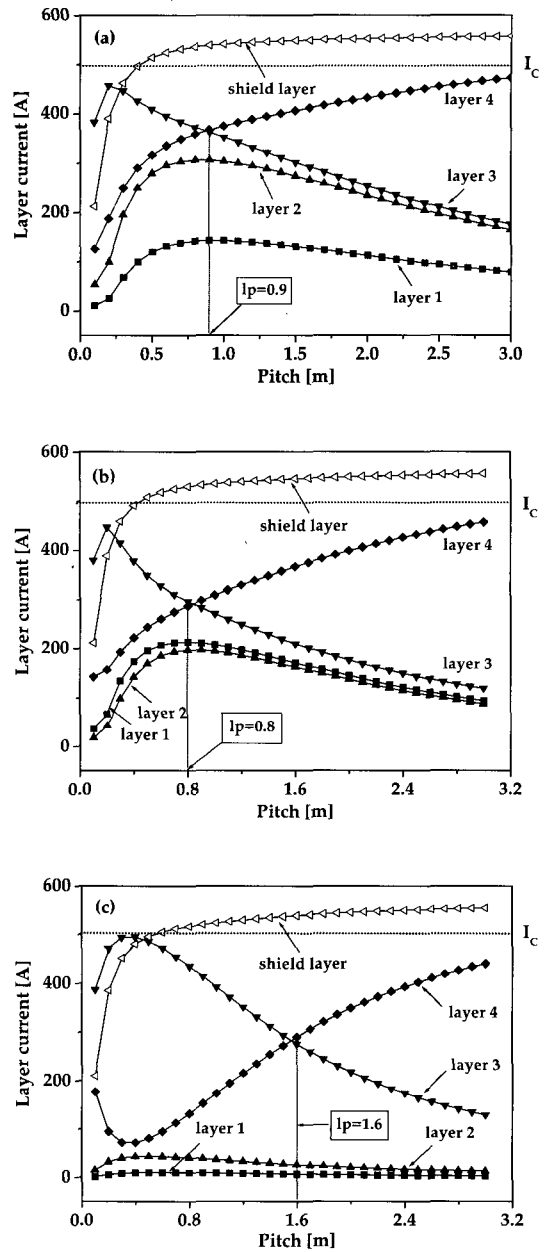 (a)
600
400
200
0
Layer current [A]
I_C
shield layer
layer 4
layer 3
layer 2
layer 1
lp=0.9
0.0 0.5 1.0 1.5 2.0 2.5 3.0
Pitch [m]
(b)
600
400
200
0
Layer current [A]
I_C
shield layer
layer 4
layer 3
layer 2
layer 1
lp=0.8
0.0 0.8 1.6 2.4 3.2
Pitch [m]
(c)
600
400
200
0
Layer current [A]
I_C
shield layer
layer 4
layer 3
layer 2
layer 1
lp=1.6
0.0 0.8 1.6 2.4 3.2
Pitch [m]